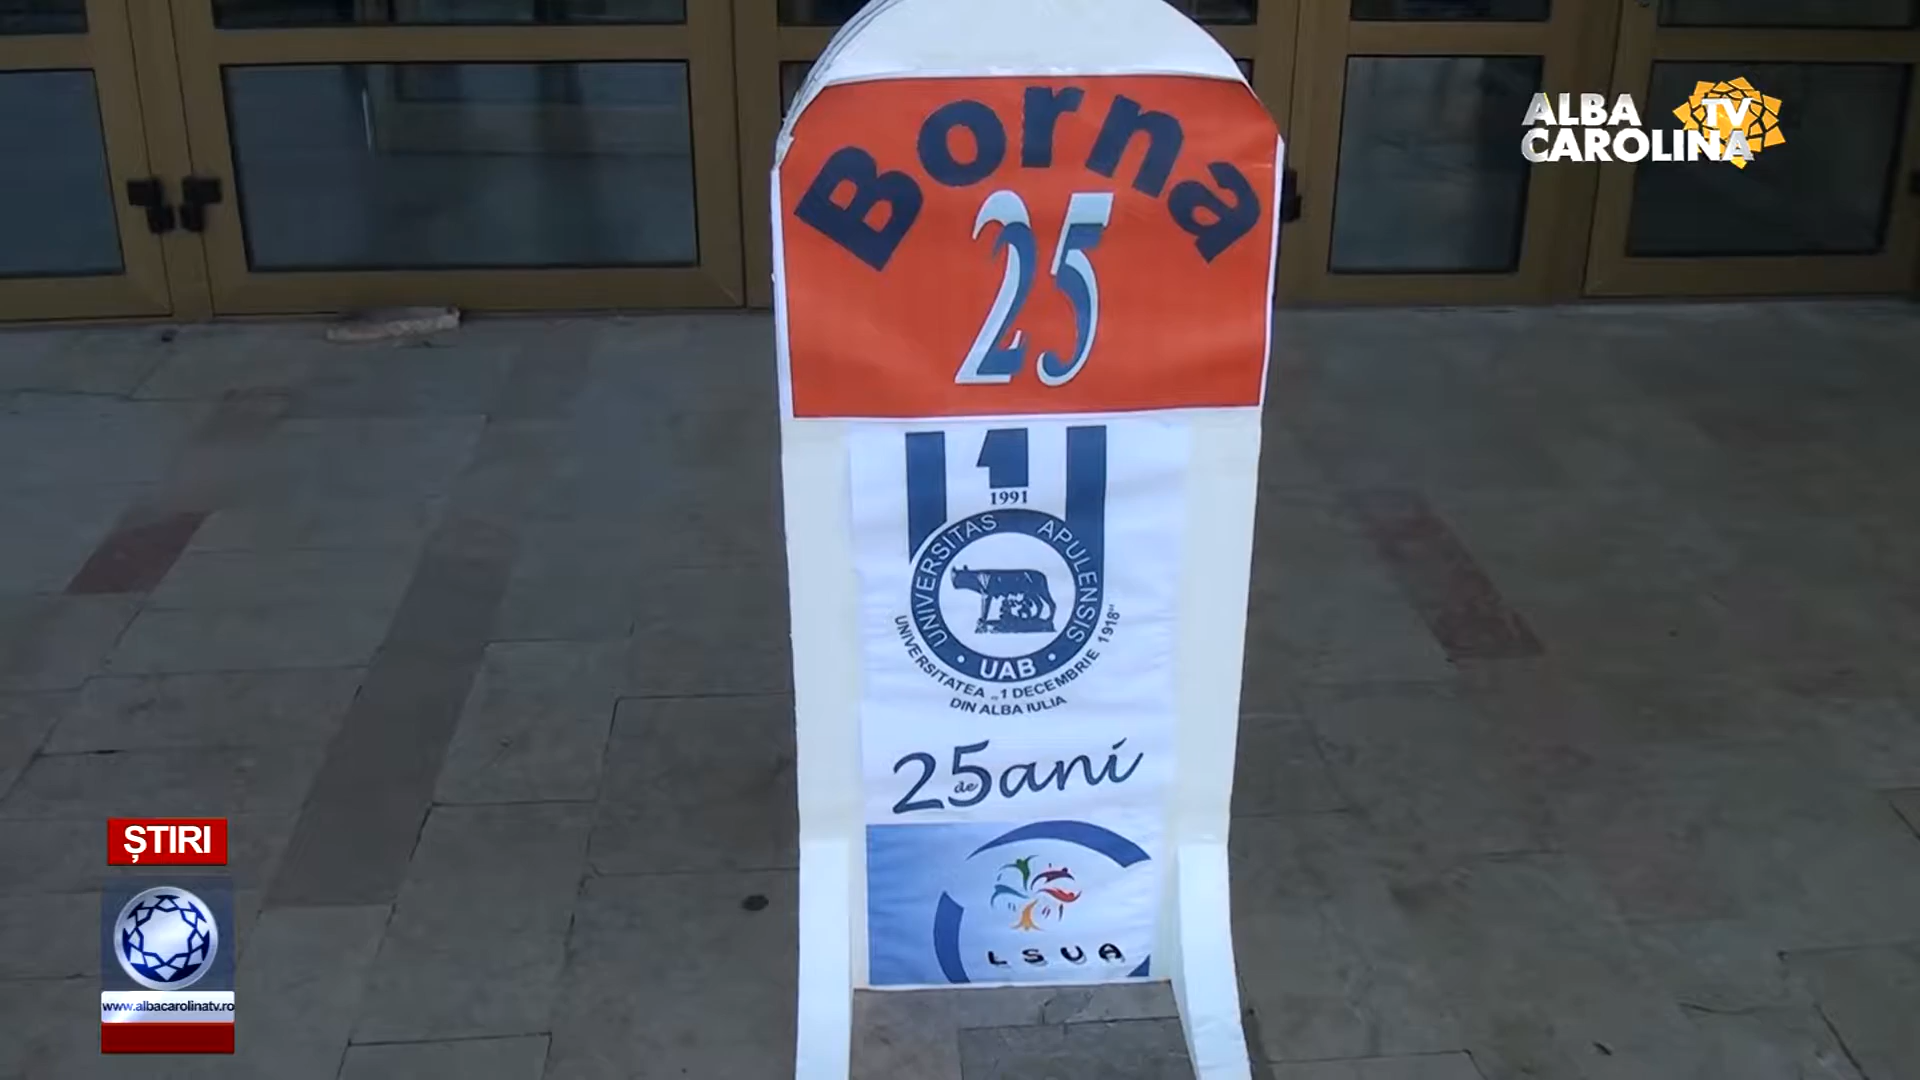 ALBA TV
CAROLINA
Borna
25
1
1991
UNIVERSITAS APULENSIS
• UAB •
UNIVERSITATEA „1 DECEMBRIE 1918”
DIN ALBA IULIA
25 de ani
LSUA
ȘTIRI
www.albacarolinatv.ro